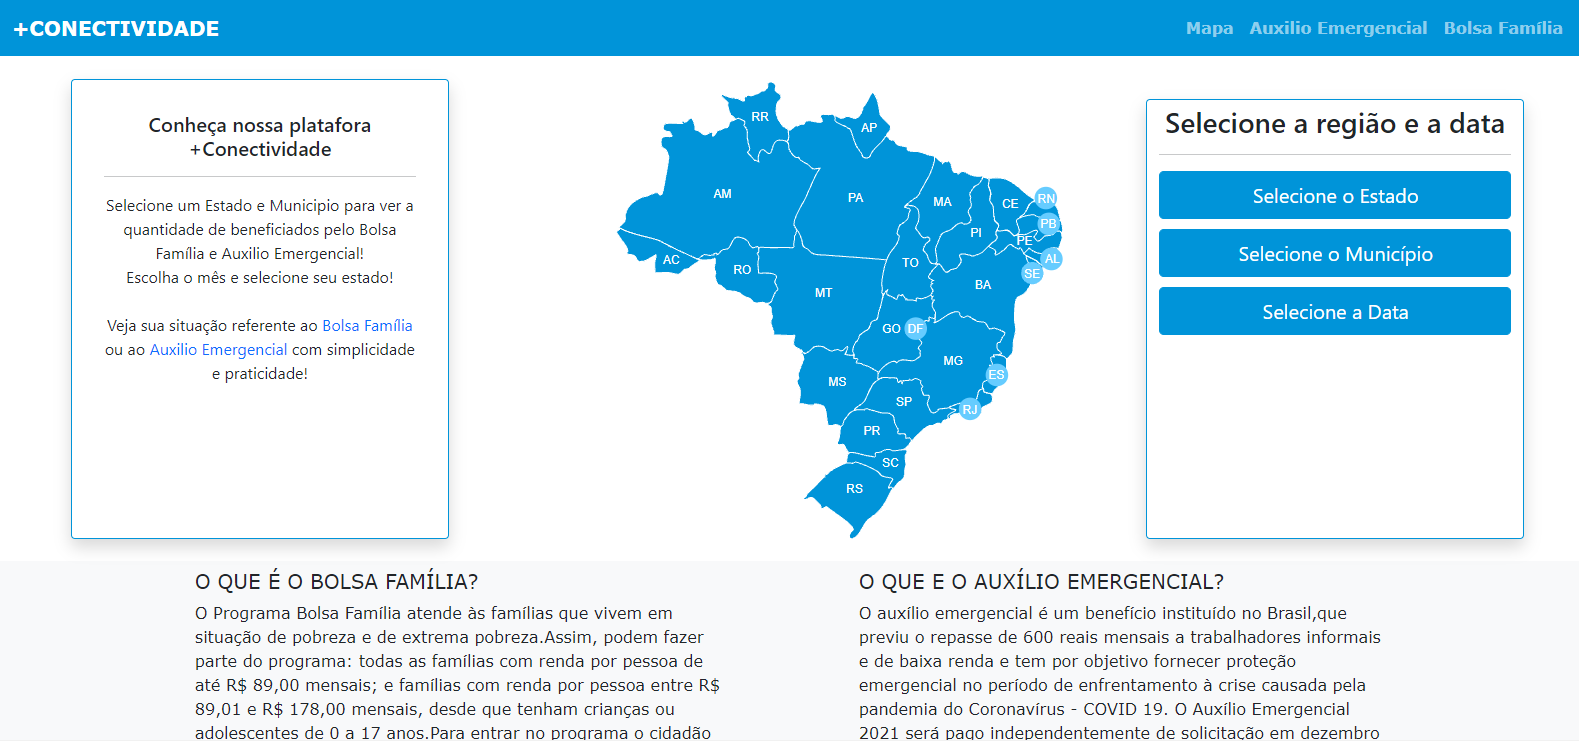 +CONECTIVIDADE
Mapa Auxilio Emergencial Bolsa Família
Conheça nossa platafora
+Conectividade
Selecione um Estado e Municipio para ver a
quantidade de beneficiados pelo Bolsa
Família e Auxilio Emergencial!
Escolha o mês e selecione seu estado!
Veja sua situação referente ao Bolsa Família
ou ao Auxilio Emergencial com simplicidade
e praticidade!
RR
AP
AM
PA
MA
CE
RN
PB
PI
PE
AL
AC
RO
TO
SE
MT
BA
GO
DF
MG
ES
MS
SP
RJ
PR
SC
RS
Selecione a região e a data
Selecione o Estado
Selecione o Município
Selecione a Data
O QUE É O BOLSA FAMÍLIA?
O Programa Bolsa Família atende às famílias que vivem em
situação de pobreza e de extrema pobreza.Assim, podem fazer
parte do programa: todas as famílias com renda por pessoa de
até R$ 89,00 mensais; e famílias com renda por pessoa entre R$
89,01 e R$ 178,00 mensais, desde que tenham crianças ou
adolescentes de 0 a 17 anos.Para entrar no programa o cidadão
O QUE E O AUXÍLIO EMERGENCIAL?
O auxílio emergencial é um benefício instituído no Brasil,que
previu o repasse de 600 reais mensais a trabalhadores informais
e de baixa renda e tem por objetivo fornecer proteção
emergencial no período de enfrentamento à crise causada pela
pandemia do Coronavírus - COVID 19. O Auxílio Emergencial
2021 será pago independentemente de solicitação em dezembro